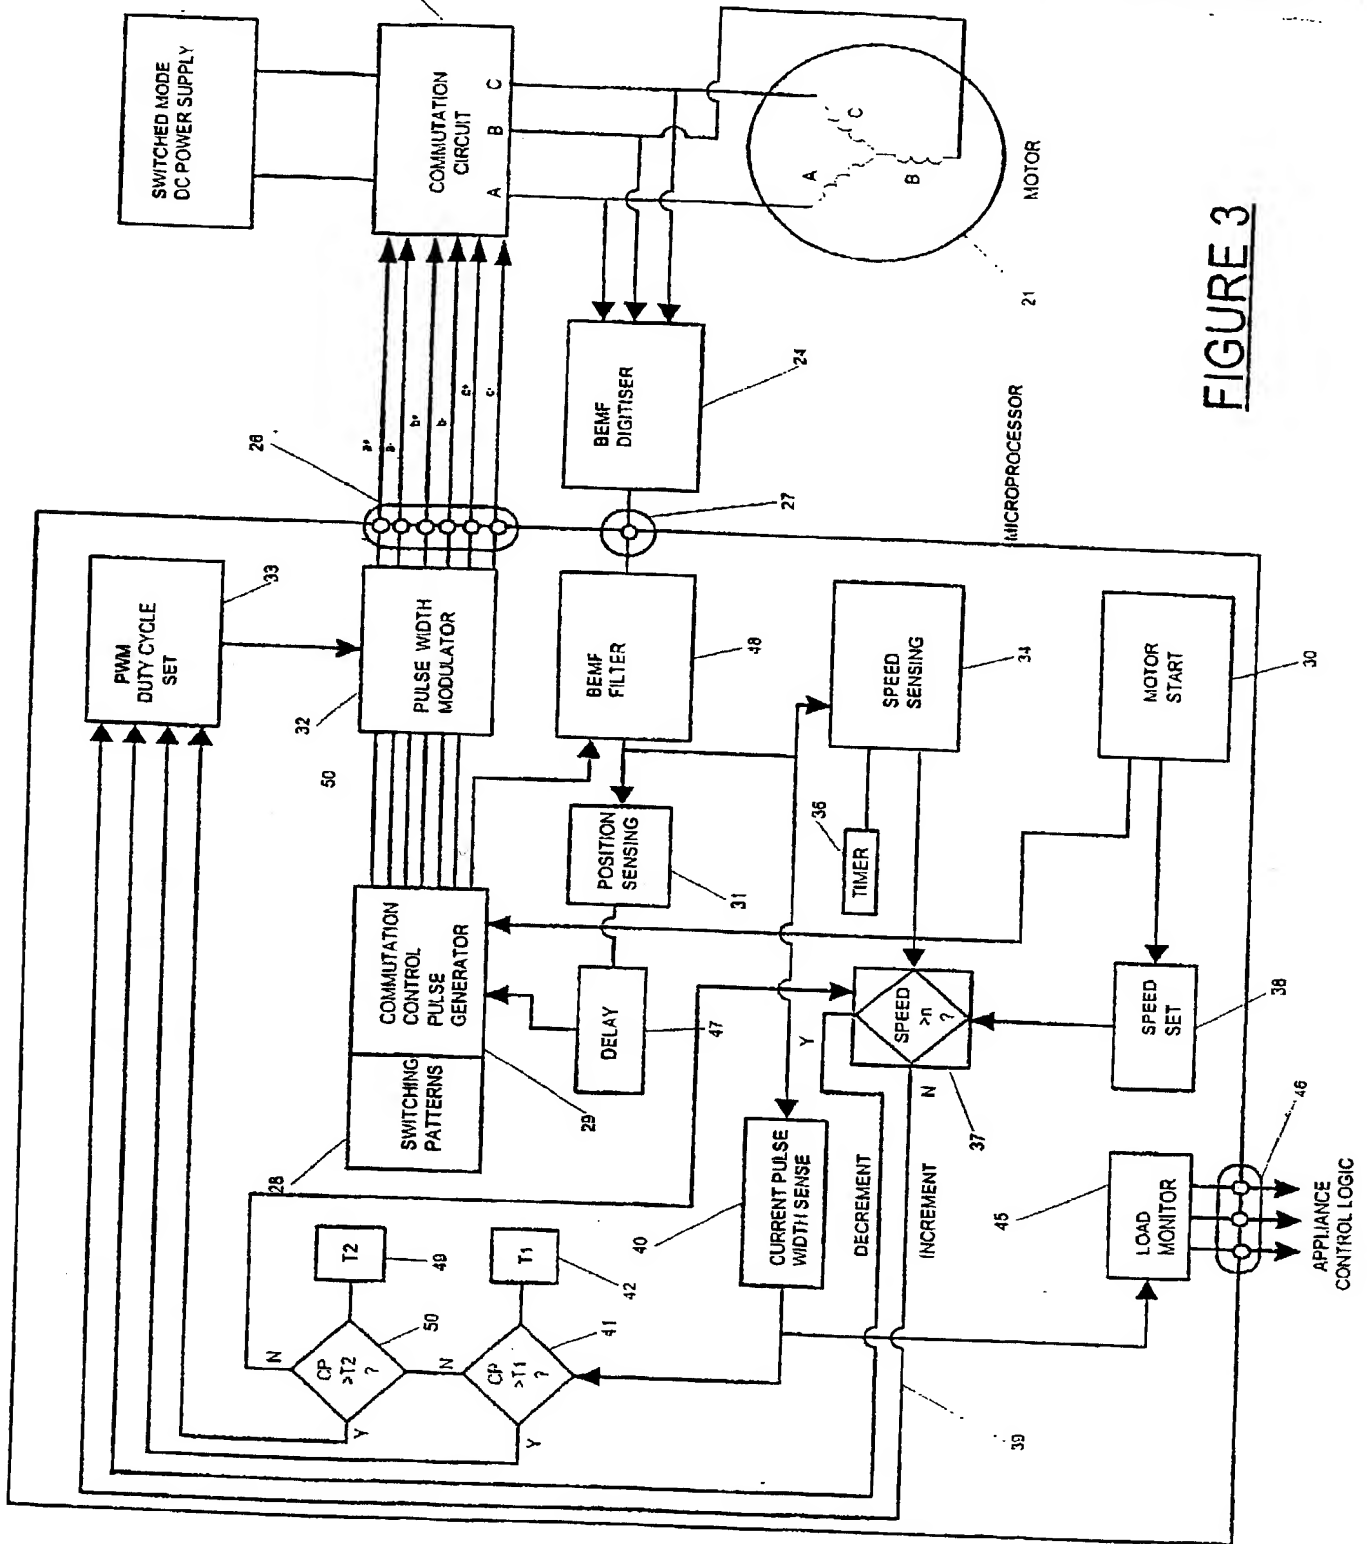 SWITCHED MODE
DC POWER SUPPLY
COMMUTATION
CIRCUIT
A
B
C
A
C
B
MOTOR
21
BEMF
DIGITISER
24
26
27
a+
a-
b+
b-
c+
c-
MICROPROCESSOR
PWM
DUTY CYCLE
SET
33
PULSE WIDTH
MODULATOR
32
50
BEMF
FILTER
48
SPEED
SENSING
34
MOTOR
START
30
POSITION
SENSING
31
TIMER
36
COMMUTATION
CONTROL
PULSE
GENERATOR
29
SWITCHING
PATTERNS
28
DELAY
47
SPEED
>n
?
Y
N
37
SPEED
SET
38
CURRENT PULSE
WIDTH SENSE
40
DECREMENT
INCREMENT
LOAD
MONITOR
45
46
APPLIANCE
CONTROL LOGIC
T2
49
T1
42
CP
>T2
?
50
N
Y
CP
>T1
?
41
N
Y
39
FIGURE 3